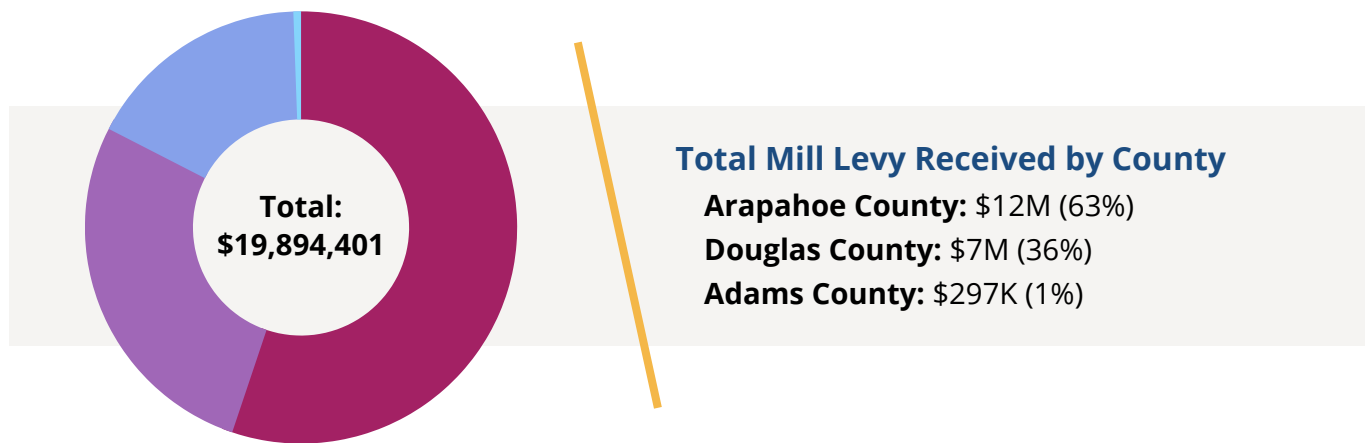 Total:
$19,894,401
Total Mill Levy Received by County
Arapahoe County: $12M (63%)
Douglas County: $7M (36%)
Adams County: $297K (1%)